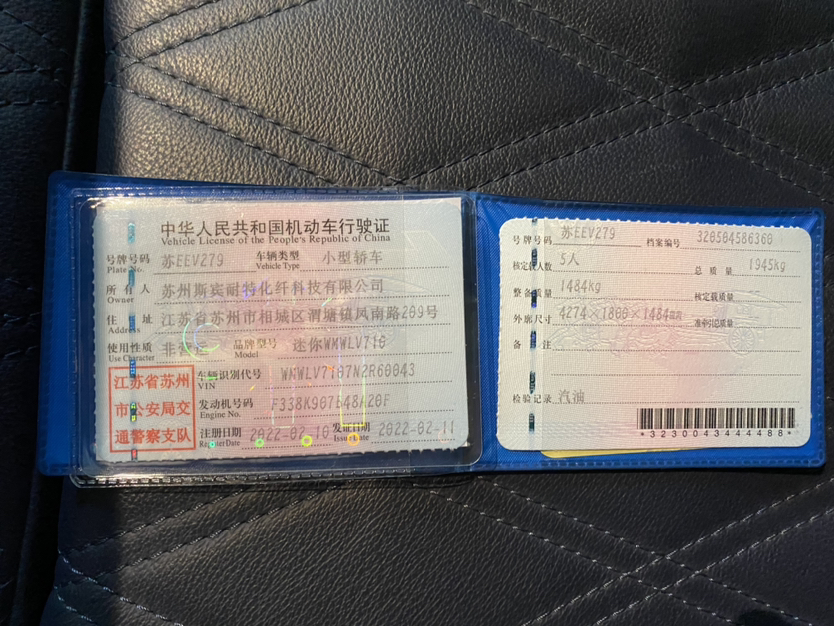 中华人民共和国机动车行驶证
Vehicle License of the People's Republic of China
号牌号码 苏EEV279 车辆类型 小型轿车
Plate No. Vehicle Type
所有人 苏州斯宾耐特化纤科技有限公司
Owner
住址 江苏省苏州市相城区渭塘镇凤南路209号
Address
使用性质 非营运 品牌型号 迷你WMWLV710
Use Character Model
江苏省苏州
市公安局交
通警察支队
车辆识别代号
VIN
发动机号码
Engine No.
注册日期 2022-02-10 发证日期 2022-02-11
Register Date Issue Date
号牌号码 苏EEV279 档案编号 320504586360
核定载人数 5人 总质量 1945kg
整备质量 1484kg 核定载质量 --
外廓尺寸 4274×1800×1484mm 准牵引总质量
备注
检验记录 汽油
*3230043444488*